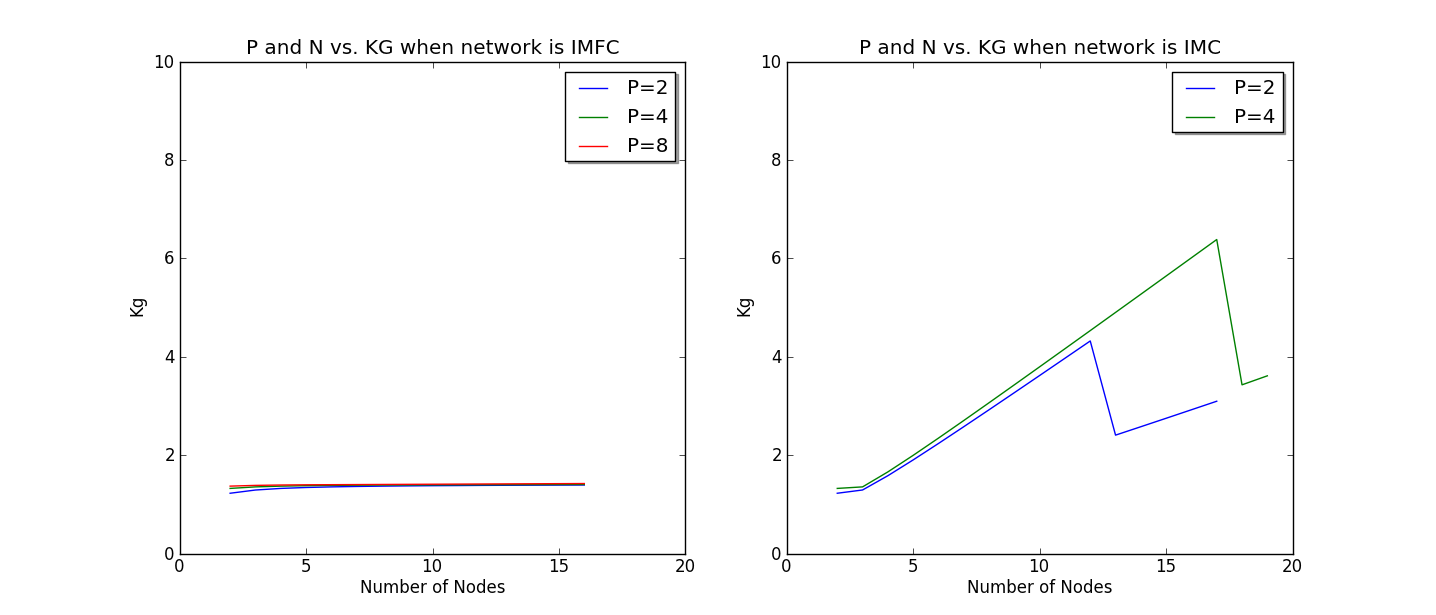 P and N vs. KG when network is IMFC
10
8
6
4
2
0
Kg
P=2
P=4
P=8
0 5 10 15 20
Number of Nodes
P and N vs. KG when network is IMC
10
8
6
4
2
0
Kg
P=2
P=4
0 5 10 15 20
Number of Nodes